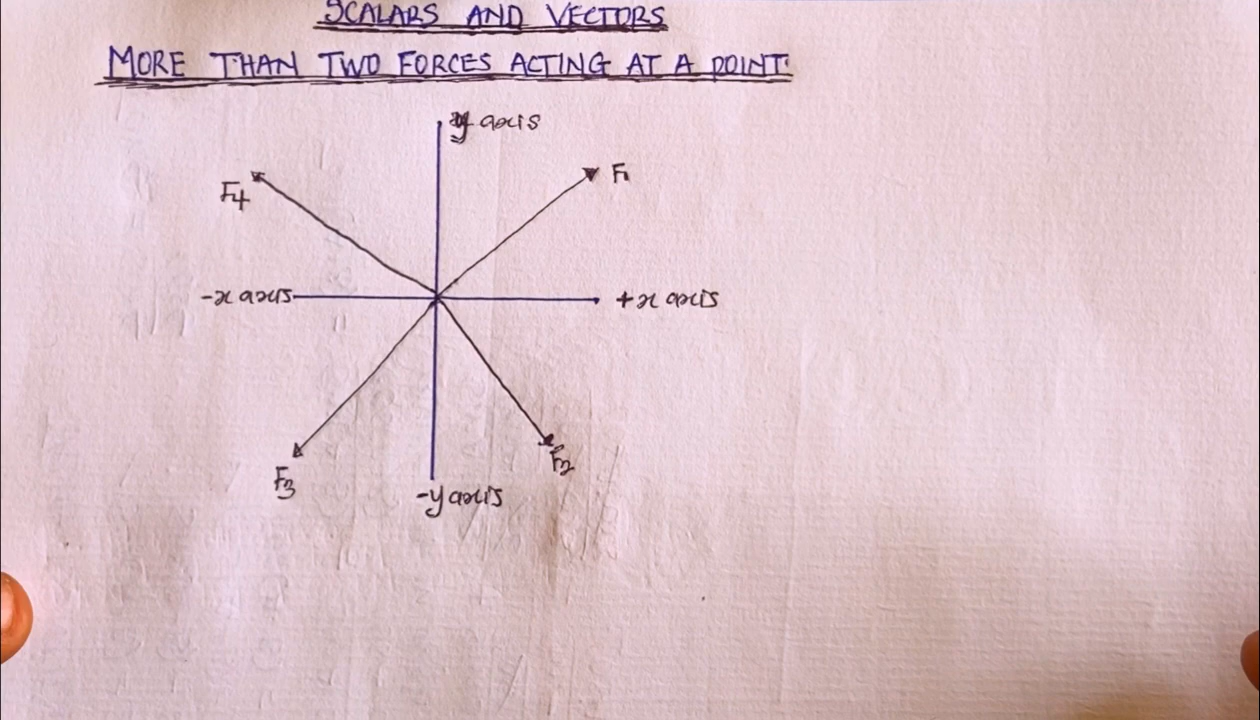 SCALARS AND VECTORS
MORE THAN TWO FORCES ACTING AT A POINT
y axis
F4
F1
-x axis
+x axis
F3
F2
-y axis